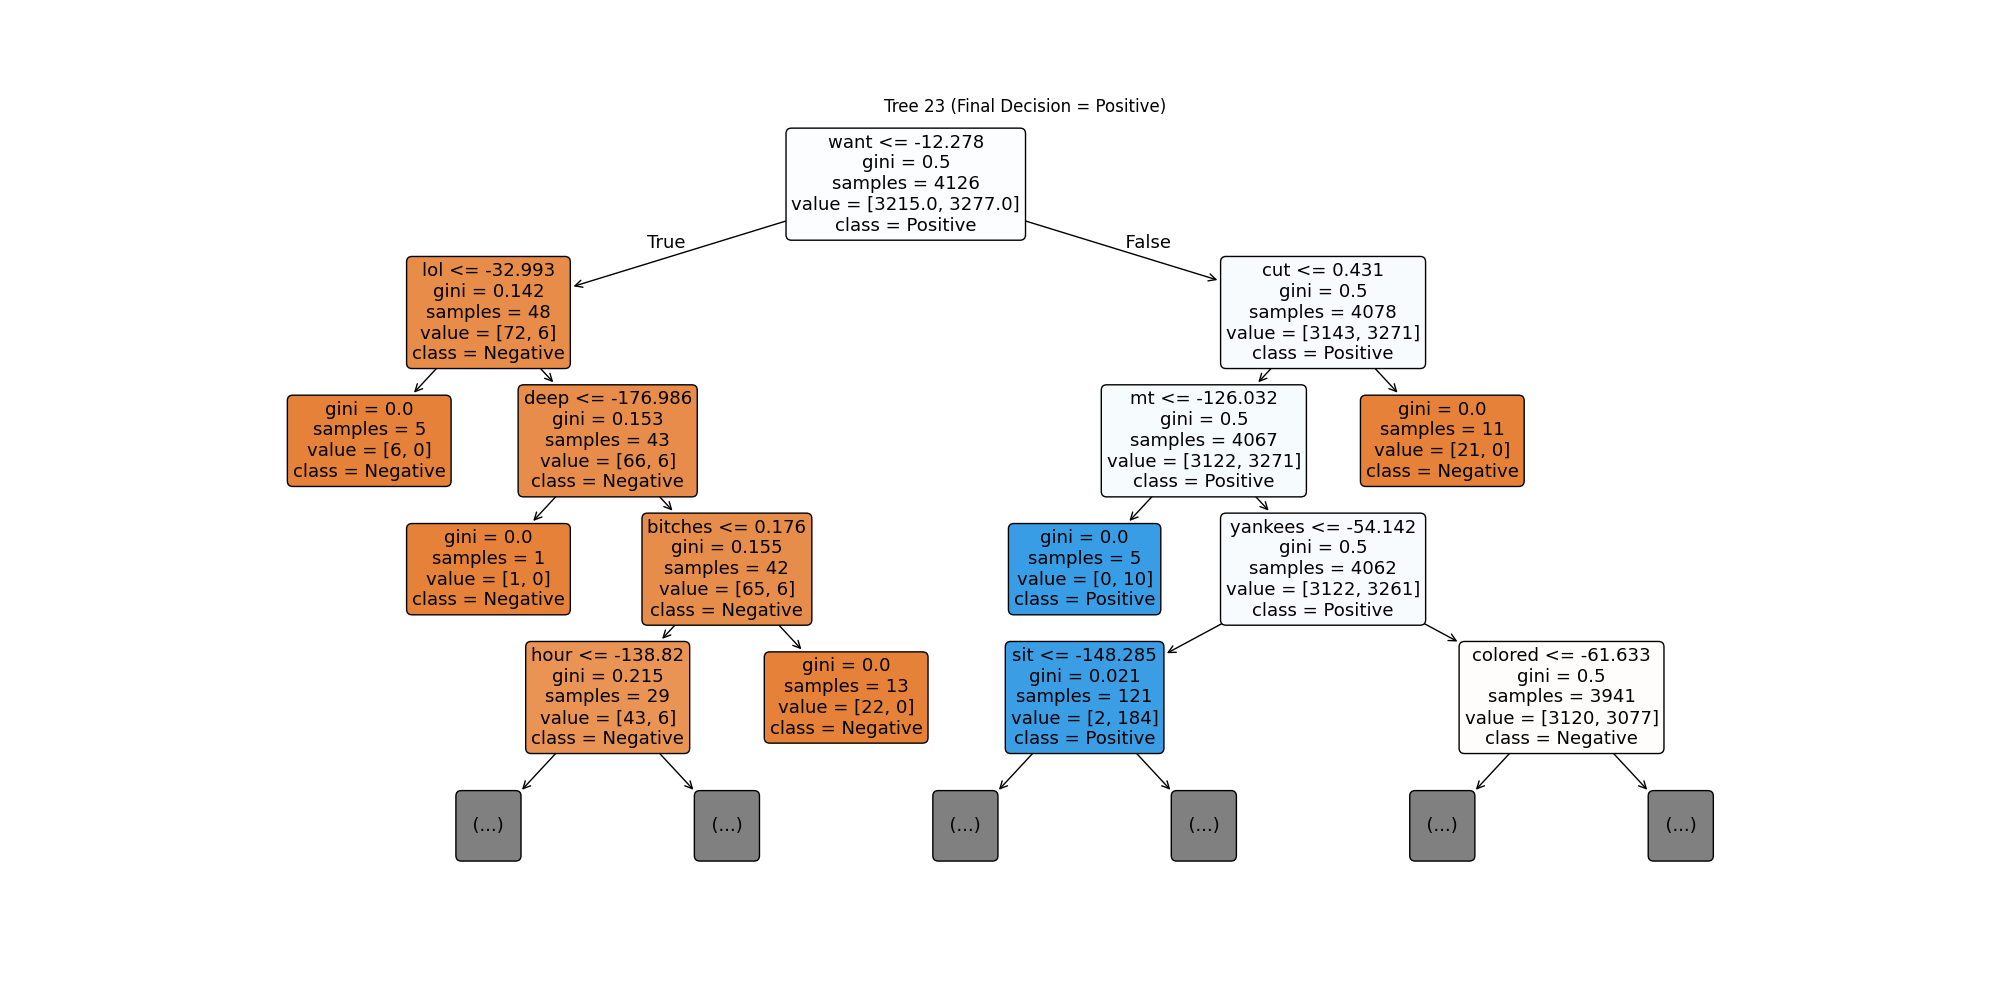 Tree 23 (Final Decision = Positive)
want <= -12.278
gini = 0.5
samples = 4126
value = [3215.0, 3277.0]
class = Positive
True
False
lol <= -32.993
gini = 0.142
samples = 48
value = [72, 6]
class = Negative
cut <= 0.431
gini = 0.5
samples = 4078
value = [3143, 3271]
class = Positive
gini = 0.0
samples = 5
value = [6, 0]
class = Negative
deep <= -176.986
gini = 0.153
samples = 43
value = [66, 6]
class = Negative
mt <= -126.032
gini = 0.5
samples = 4067
value = [3122, 3271]
class = Positive
gini = 0.0
samples = 11
value = [21, 0]
class = Negative
gini = 0.0
samples = 1
value = [1, 0]
class = Negative
bitches <= 0.176
gini = 0.155
samples = 42
value = [65, 6]
class = Negative
gini = 0.0
samples = 5
value = [0, 10]
class = Positive
yankees <= -54.142
gini = 0.5
samples = 4062
value = [3122, 3261]
class = Positive
hour <= -138.82
gini = 0.215
samples = 29
value = [43, 6]
class = Negative
gini = 0.0
samples = 13
value = [22, 0]
class = Negative
sit <= -148.285
gini = 0.021
samples = 121
value = [2, 184]
class = Positive
colored <= -61.633
gini = 0.5
samples = 3941
value = [3120, 3077]
class = Negative
(...)
(...)
(...)
(...)
(...)
(...)